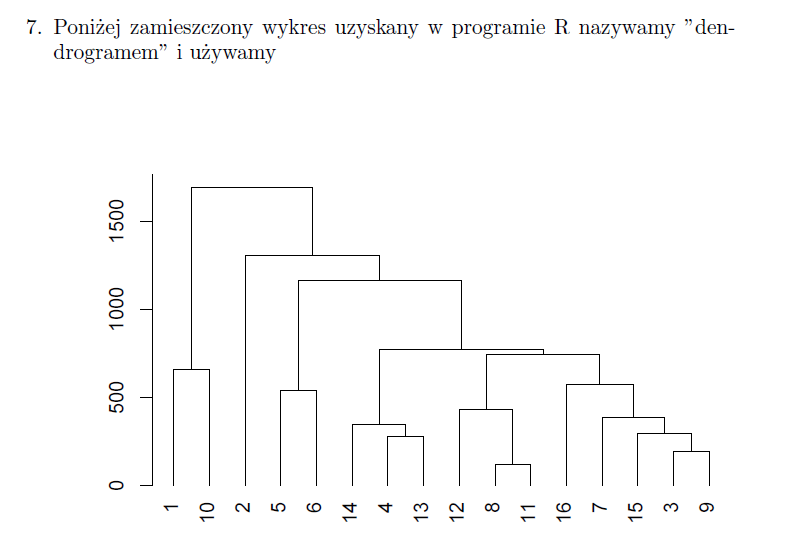 7. Poniżej zamieszczony wykres uzyskany w programie R nazywamy ”den-
drogramem” i używamy
1500
1000
500
0
1 10 2 5 6 14 4 13 12 8 11 16 7 15 3 9